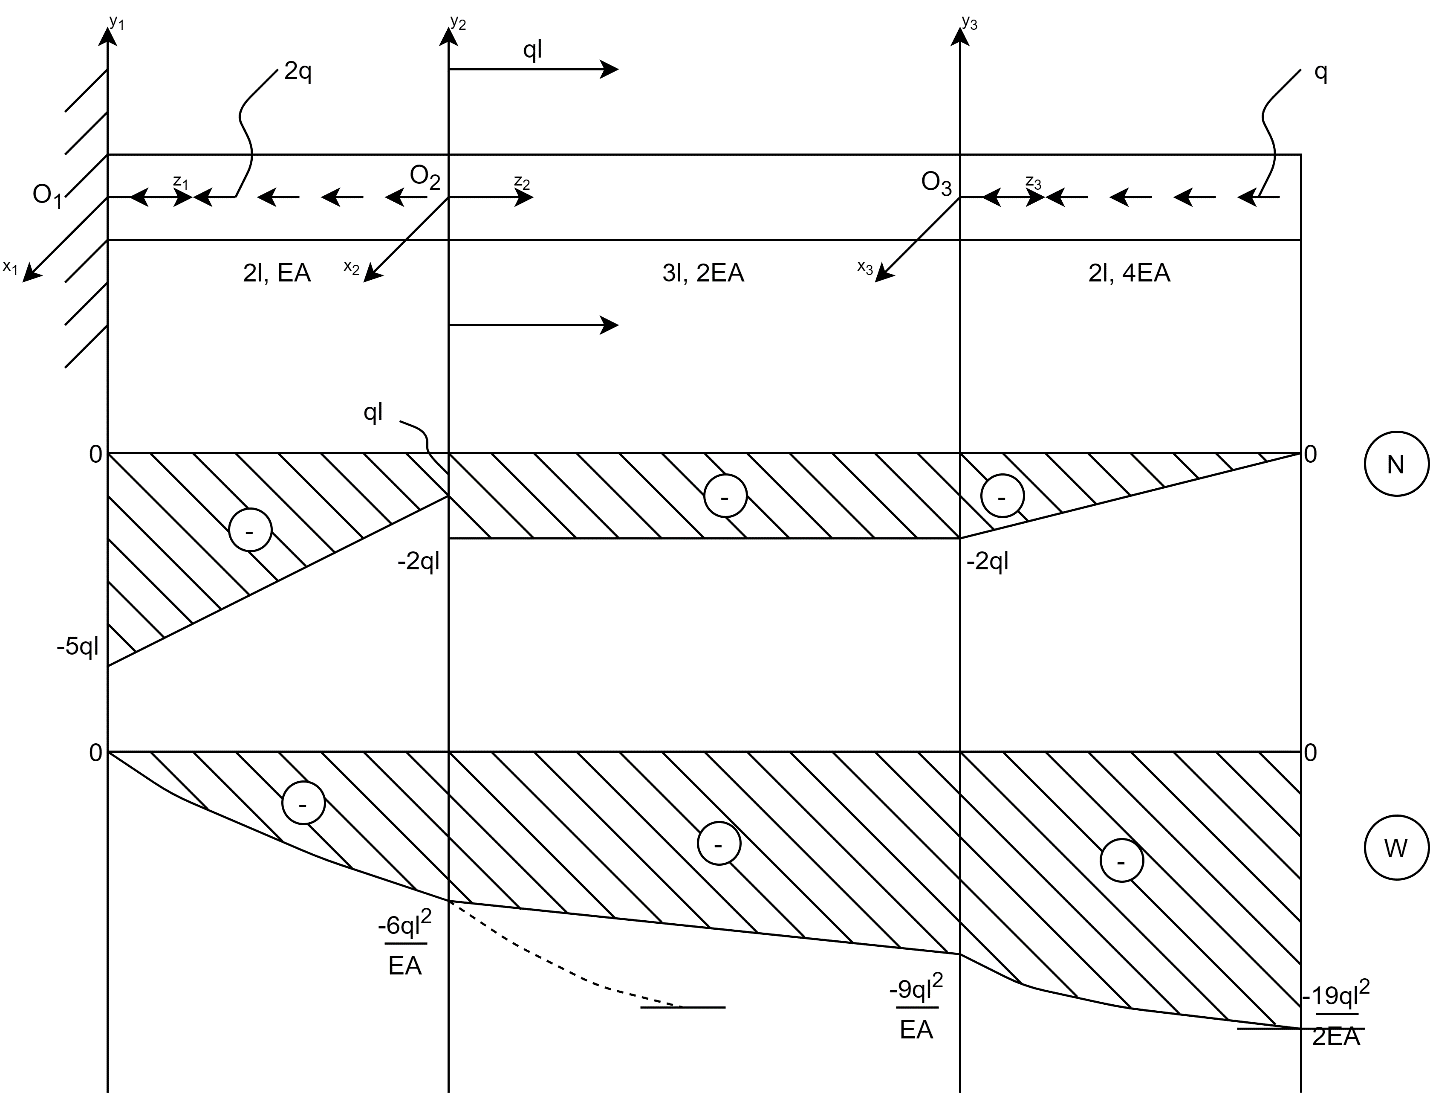 y1
y2
y3
ql
2q
q
O1
z1
O2
z2
O3
z3
x1
x2
x3
2l, EA
3l, 2EA
2l, 4EA
ql
0
0
N
-
-
-
-2ql
-2ql
-5ql
0
0
-
-
-
W
-6ql2
EA
-9ql2
EA
-19ql2
2EA